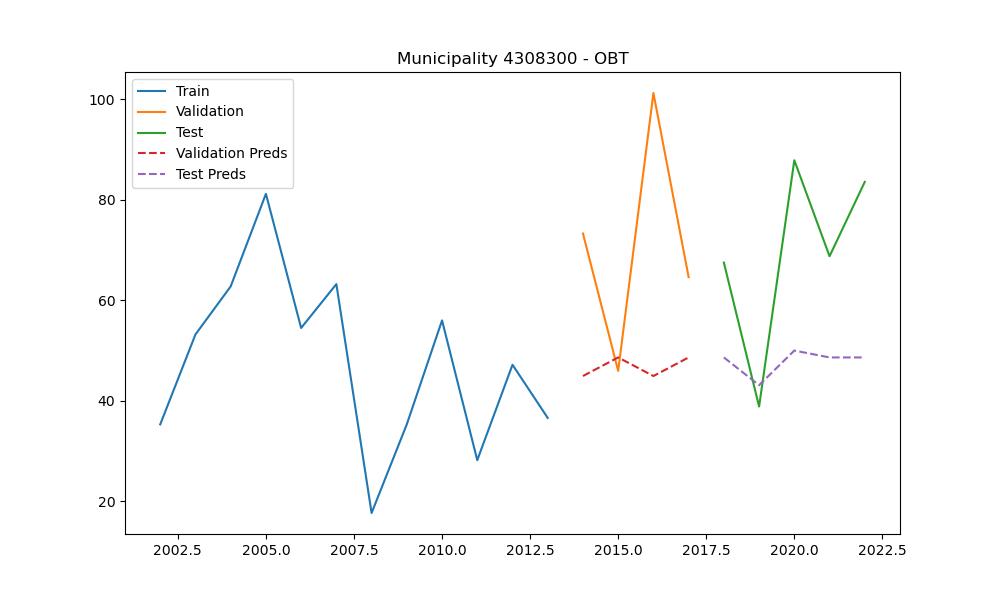 Municipality 4308300 - OBT
Train
Validation
Test
Validation Preds
Test Preds
100
80
60
40
20
2002.5 2005.0 2007.5 2010.0 2012.5 2015.0 2017.5 2020.0 2022.5